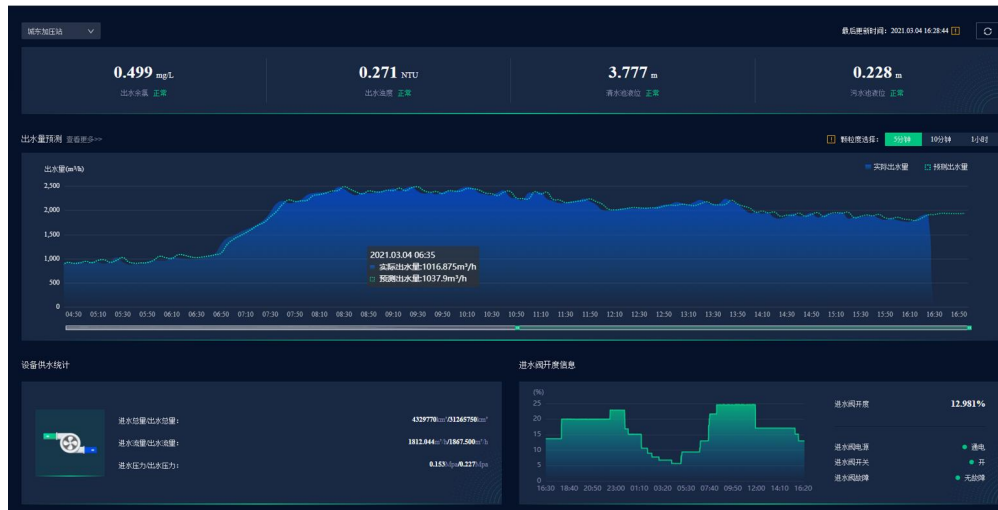 城东加压站
最后更新时间：2021.03.04 16:28:44
0.499 mg/L
0.271 NTU
3.777 m
0.228 m
出水余氯 正常
出水浊度 正常
清水池液位 正常
污水池液位 正常
出水量预测 查看更多>>
颗粒度选择： 5分钟 10分钟 1小时
出水量(m³/h)
实际出水量 预测出水量
2,500
2,000
1,500
1,000
500
0
2021.03.04 06:35
实际出水量:1016.875m³/h
预测出水量:1037.9m³/h
04:50 05:10 05:30 05:50 06:10 06:30 06:50 07:10 07:30 07:50 08:10 08:30 08:50 09:10 09:30 09:50 10:10 10:30 10:50 11:10 11:30 11:50 12:10 12:30 12:50 13:10 13:30 13:50 14:10 14:30 14:50 15:10 15:30 15:50 16:10 16:30 16:50
设备供水统计
进水总量/出水总量： 4329770km³/31265750km³
进水流量/出水流量： 1812.044m³/h/1867.500m³/h
进水压力/出水压力： 0.153Mpa/0.227Mpa
进水阀开度信息
(%)
25
20
15
10
5
0
16:30 18:40 20:50 23:00 01:10 03:20 05:30 07:40 09:50 12:00 14:10 16:20
进水阀开度 12.981%
进水阀电源 通电
进水阀开关 开
进水阀故障 无故障